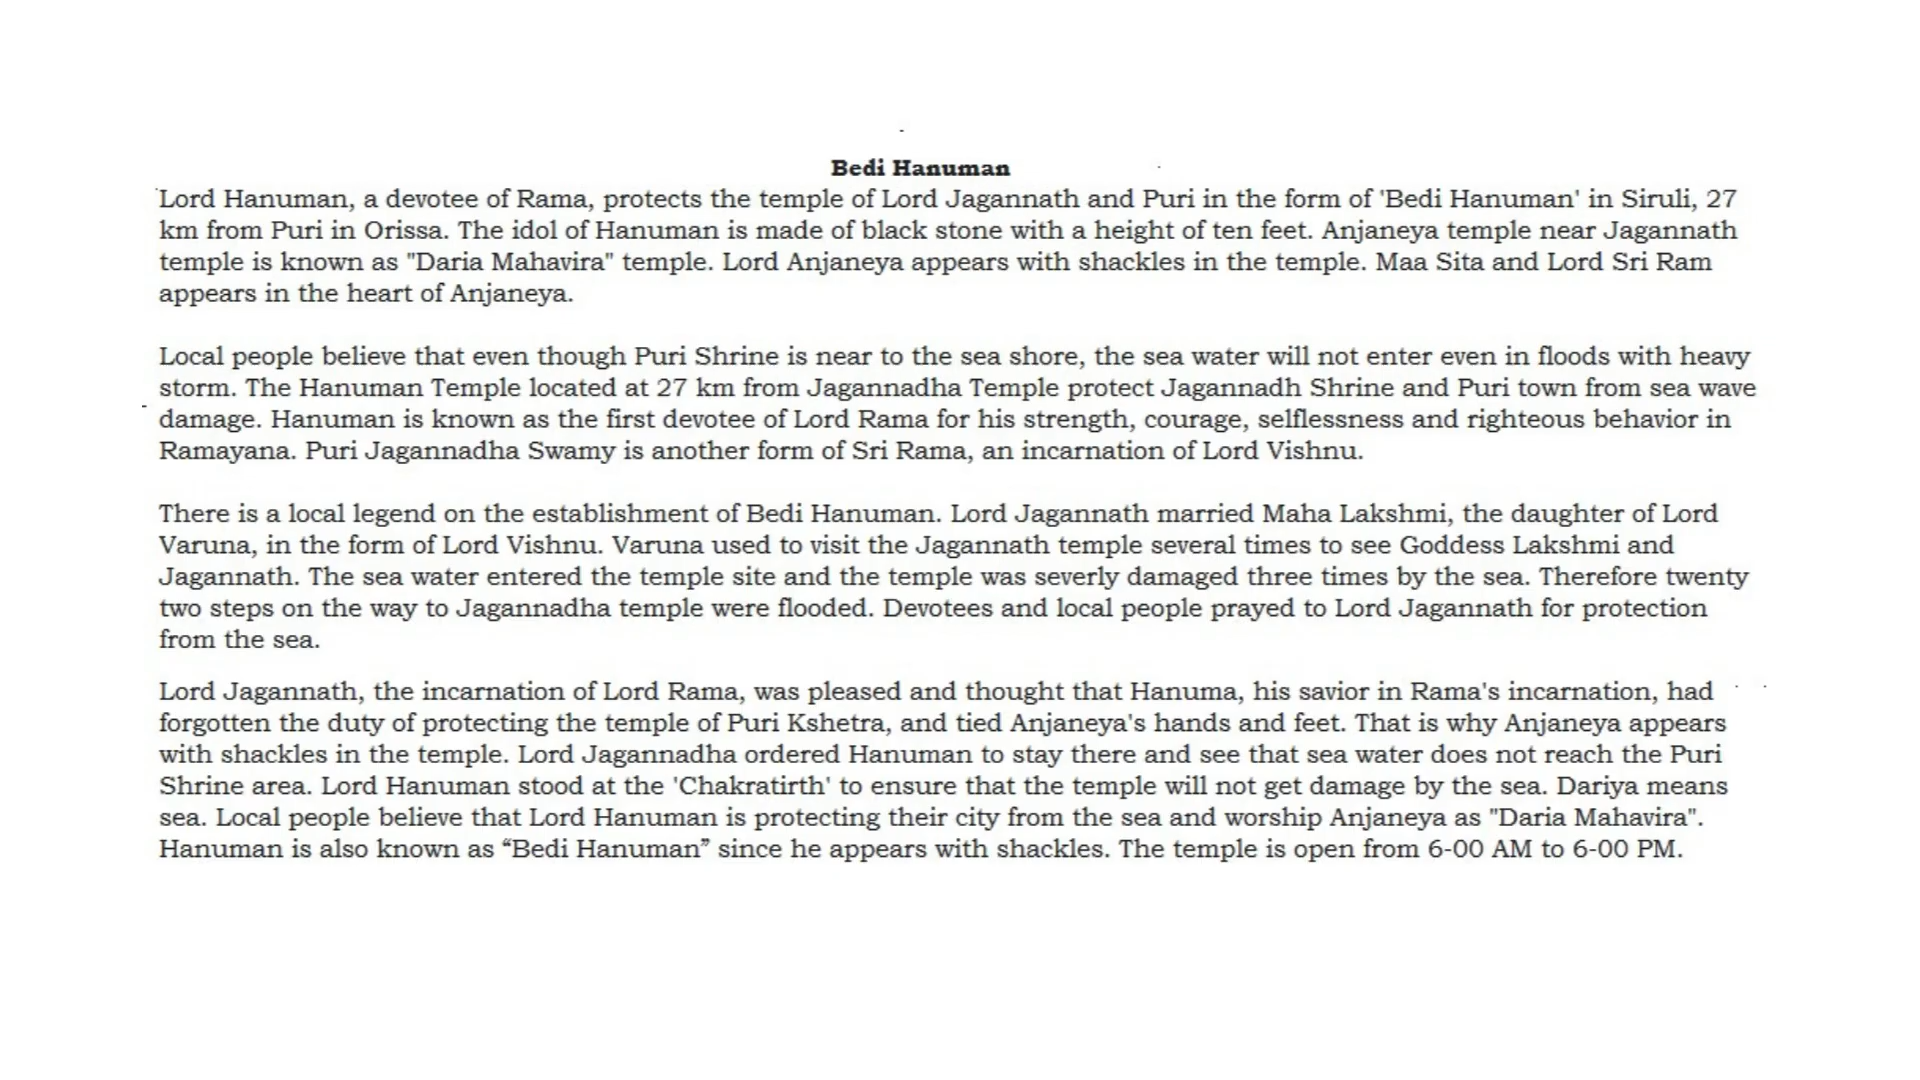 Bedi Hanuman
Lord Hanuman, a devotee of Rama, protects the temple of Lord Jagannath and Puri in the form of 'Bedi Hanuman' in Siruli, 27
km from Puri in Orissa. The idol of Hanuman is made of black stone with a height of ten feet. Anjaneya temple near Jagannath
temple is known as "Daria Mahavira" temple. Lord Anjaneya appears with shackles in the temple. Maa Sita and Lord Sri Ram
appears in the heart of Anjaneya.
Local people believe that even though Puri Shrine is near to the sea shore, the sea water will not enter even in floods with heavy
storm. The Hanuman Temple located at 27 km from Jagannadha Temple protect Jagannadh Shrine and Puri town from sea wave
damage. Hanuman is known as the first devotee of Lord Rama for his strength, courage, selflessness and righteous behavior in
Ramayana. Puri Jagannadha Swamy is another form of Sri Rama, an incarnation of Lord Vishnu.
There is a local legend on the establishment of Bedi Hanuman. Lord Jagannath married Maha Lakshmi, the daughter of Lord
Varuna, in the form of Lord Vishnu. Varuna used to visit the Jagannath temple several times to see Goddess Lakshmi and
Jagannath. The sea water entered the temple site and the temple was severly damaged three times by the sea. Therefore twenty
two steps on the way to Jagannadha temple were flooded. Devotees and local people prayed to Lord Jagannath for protection
from the sea.
Lord Jagannath, the incarnation of Lord Rama, was pleased and thought that Hanuma, his savior in Rama's incarnation, had
forgotten the duty of protecting the temple of Puri Kshetra, and tied Anjaneya's hands and feet. That is why Anjaneya appears
with shackles in the temple. Lord Jagannadha ordered Hanuman to stay there and see that sea water does not reach the Puri
Shrine area. Lord Hanuman stood at the 'Chakratirth' to ensure that the temple will not get damage by the sea. Dariya means
sea. Local people believe that Lord Hanuman is protecting their city from the sea and worship Anjaneya as "Daria Mahavira".
Hanuman is also known as “Bedi Hanuman” since he appears with shackles. The temple is open from 6-00 AM to 6-00 PM.